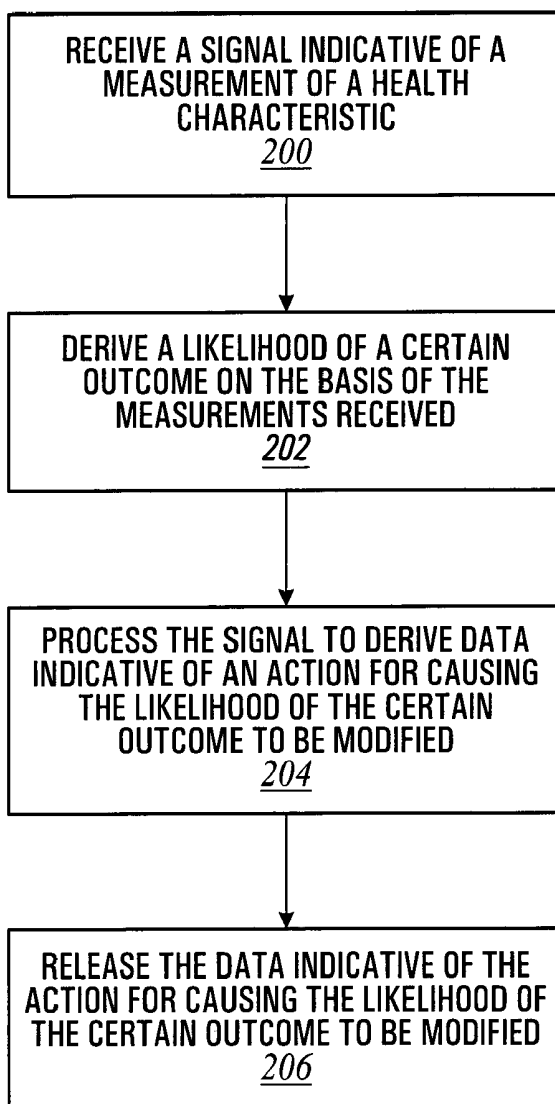 RECEIVE A SIGNAL INDICATIVE OF A
MEASUREMENT OF A HEALTH
CHARACTERISTIC
200
DERIVE A LIKELIHOOD OF A CERTAIN
OUTCOME ON THE BASIS OF THE
MEASUREMENTS RECEIVED
202
PROCESS THE SIGNAL TO DERIVE DATA
INDICATIVE OF AN ACTION FOR CAUSING
THE LIKELIHOOD OF THE CERTAIN
OUTCOME TO BE MODIFIED
204
RELEASE THE DATA INDICATIVE OF THE
ACTION FOR CAUSING THE LIKELIHOOD OF
THE CERTAIN OUTCOME TO BE MODIFIED
206